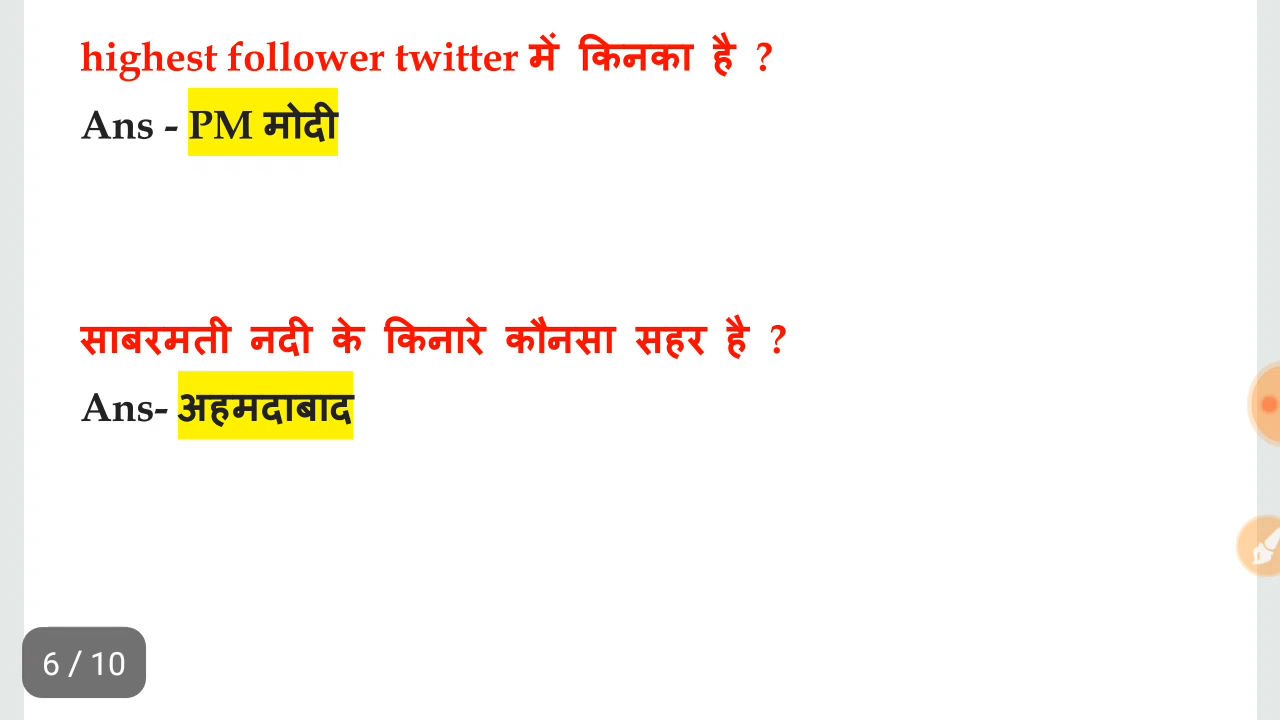 highest follower twitter में किनका है ?
Ans - PM मोदी
साबरमती नदी के किनारे कौनसा सहर है ?
Ans- अहमदाबाद
6 / 10